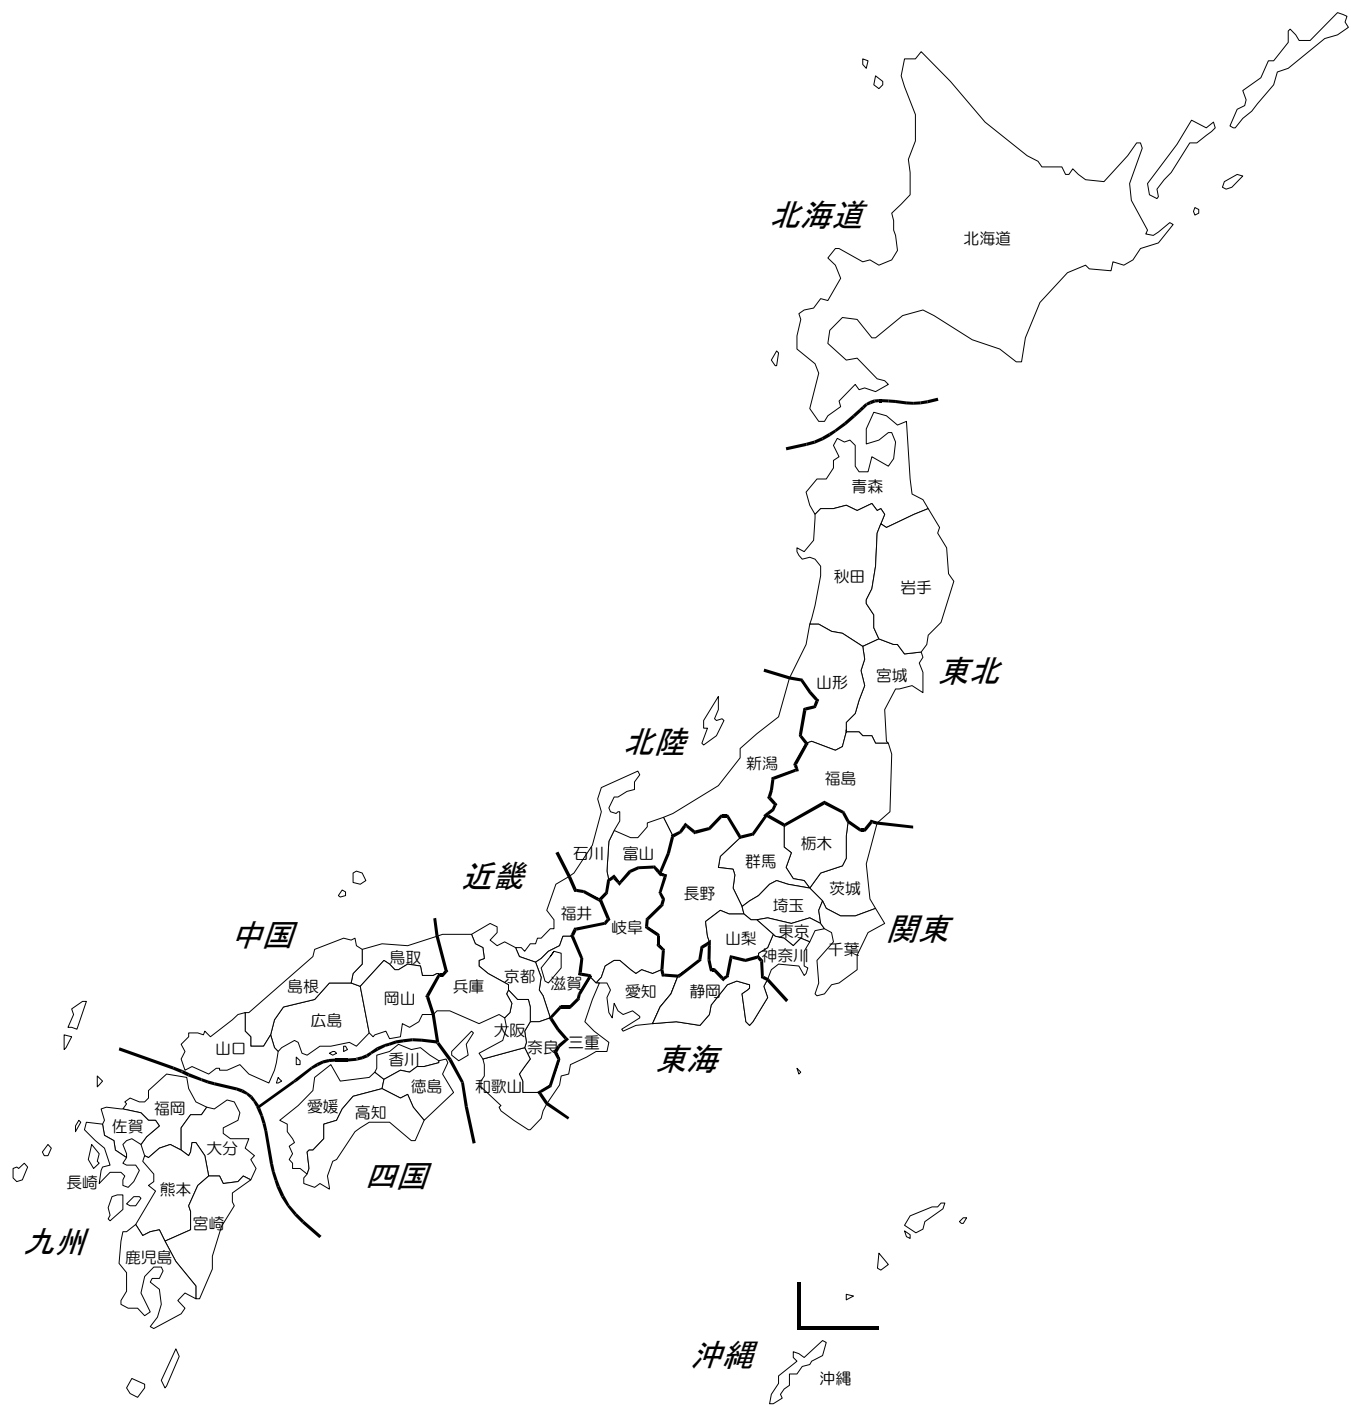 北海道
北海道
青森
秋田
岩手
山形
宮城
東北
北陸
新潟
福島
石川
富山
栃木
群馬
長野
茨城
近畿
福井
岐阜
埼玉
関東
中国
山梨
東京
千葉
神奈川
鳥取
島根
岡山
兵庫
京都
滋賀
愛知
静岡
広島
山口
大阪
奈良
三重
東海
香川
徳島
和歌山
愛媛
高知
四国
福岡
佐賀
大分
長崎
熊本
宮崎
九州
鹿児島
沖縄
沖縄